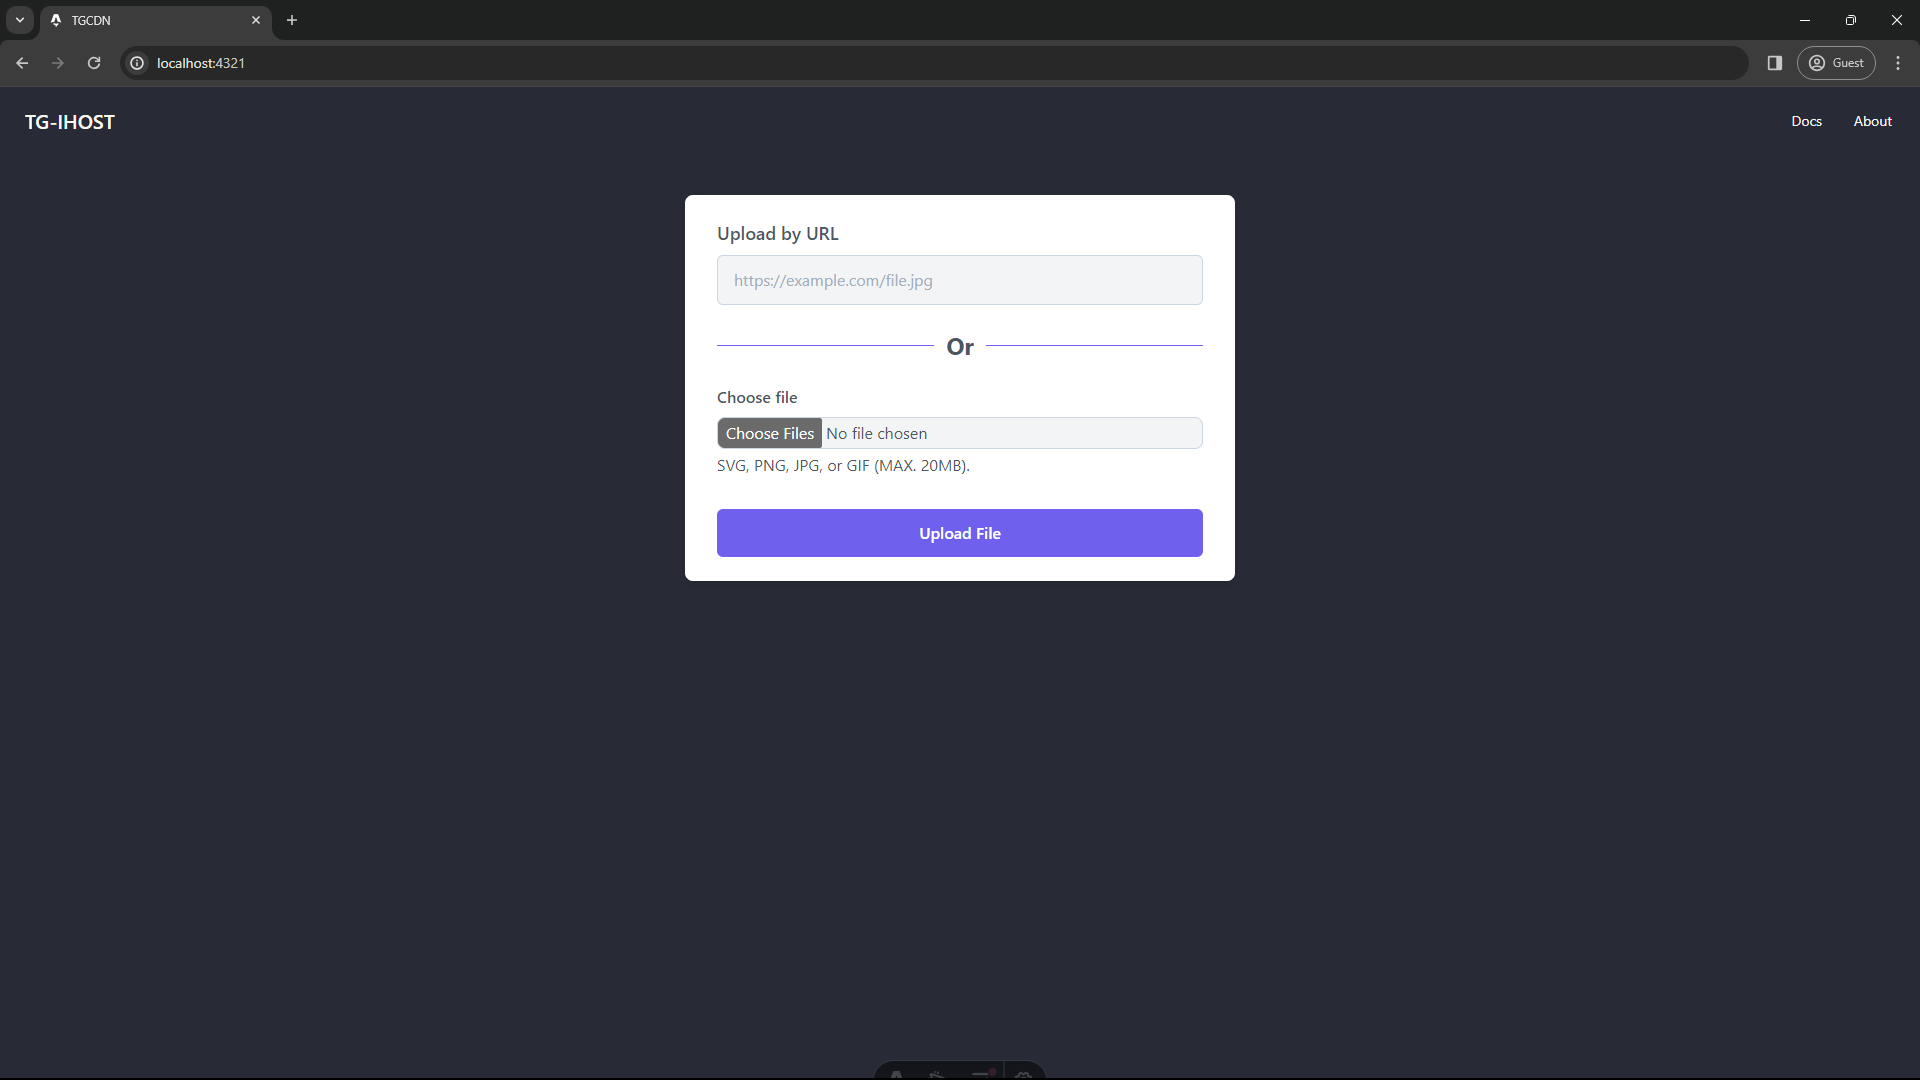 TGCDN
localhost:4321
Guest
TG-IHOST
Docs
About
Upload by URL
https://example.com/file.jpg
Or
Choose file
Choose Files No file chosen
SVG, PNG, JPG, or GIF (MAX. 20MB).
Upload File